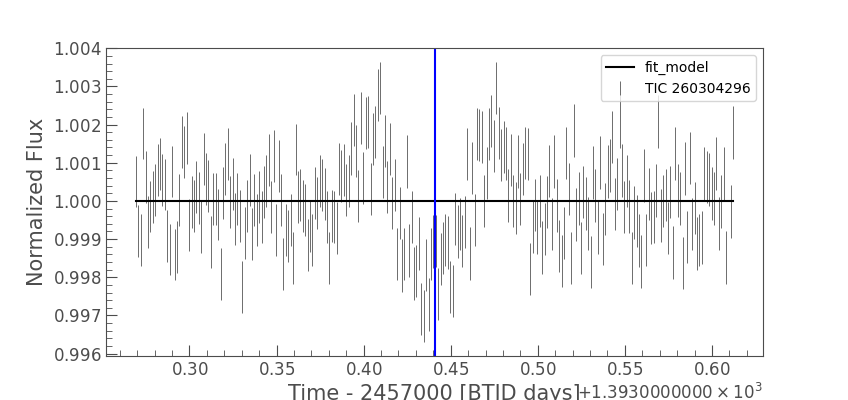 1.004
1.003
1.002
1.001
1.000
0.999
0.998
0.997
0.996
Normalized Flux
fit_model
TIC 260304296
0.30 0.35 0.40 0.45 0.50 0.55 0.60
Time - 2457000 [BTJD days]
+1.3930000000 × 10³